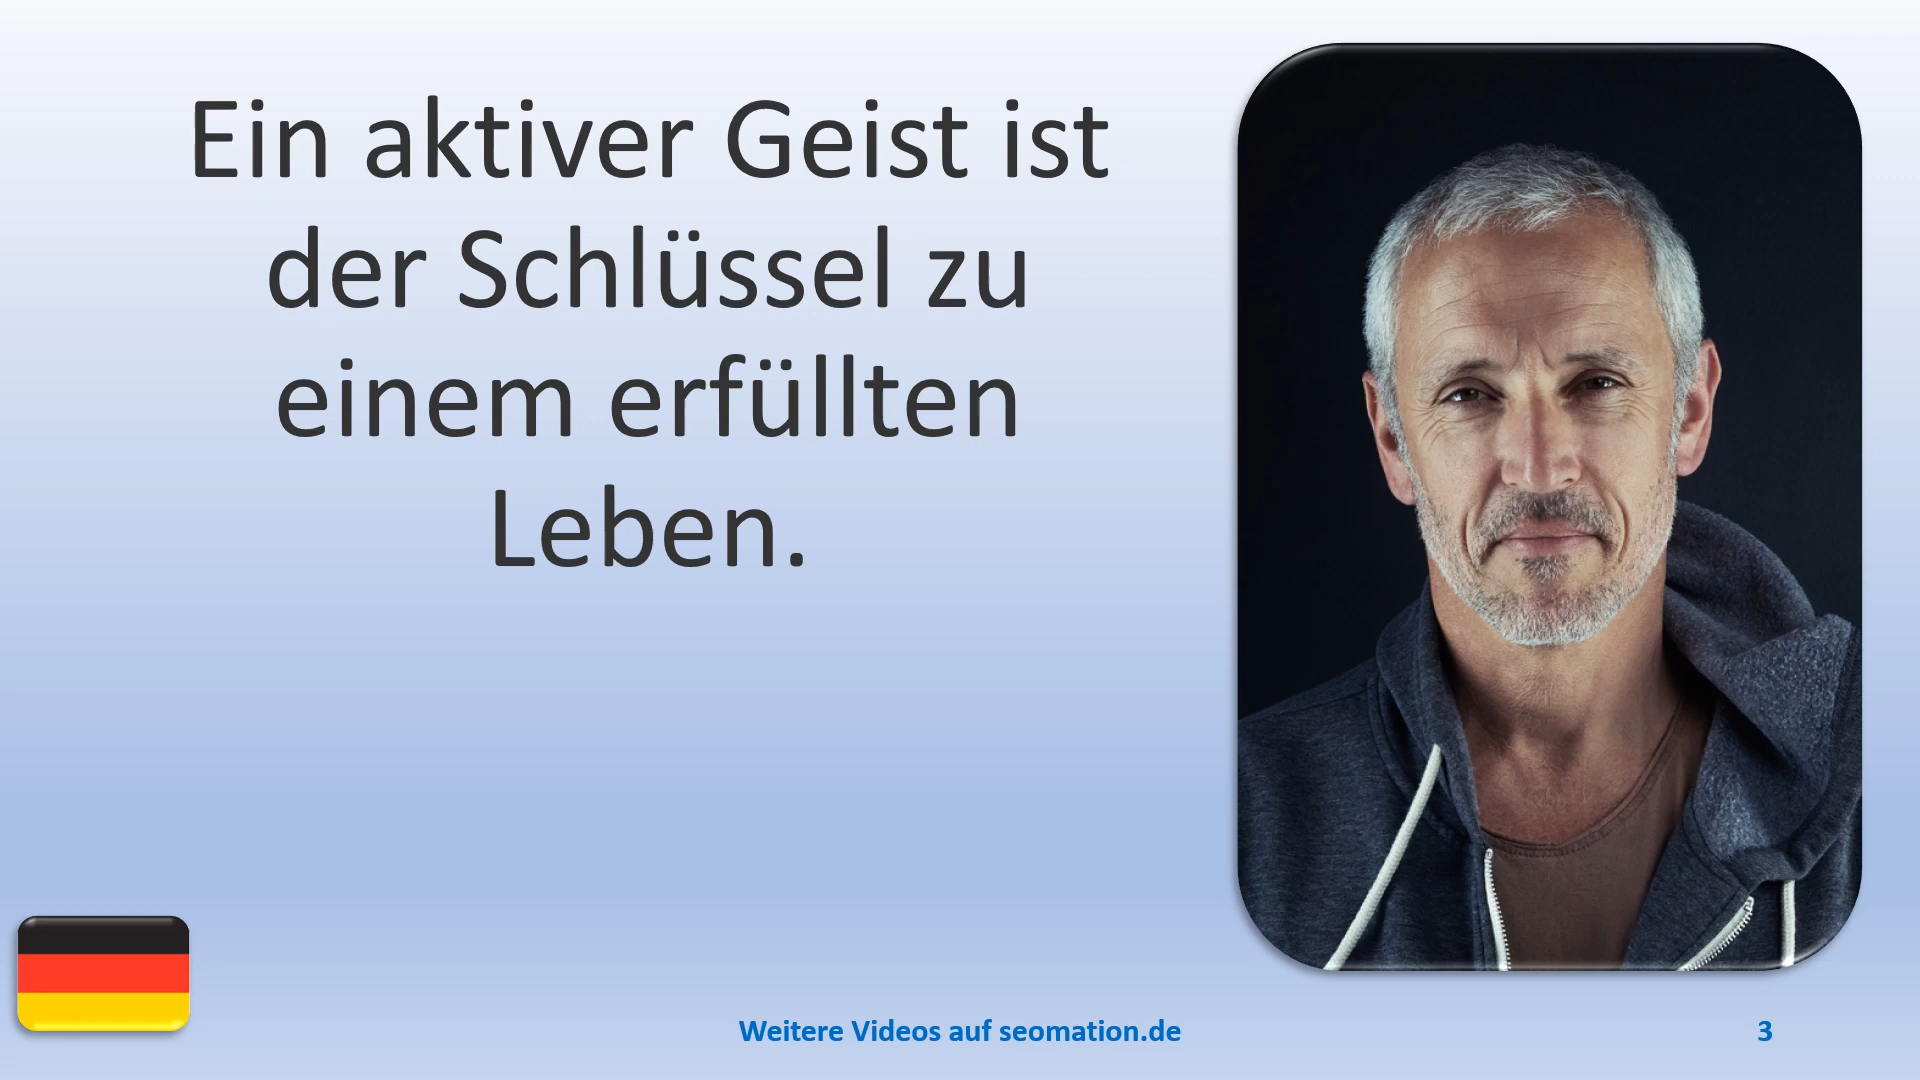 Ein aktiver Geist ist
der Schlüssel zu
einem erfüllten
Leben.
Weitere Videos auf seomation.de
3